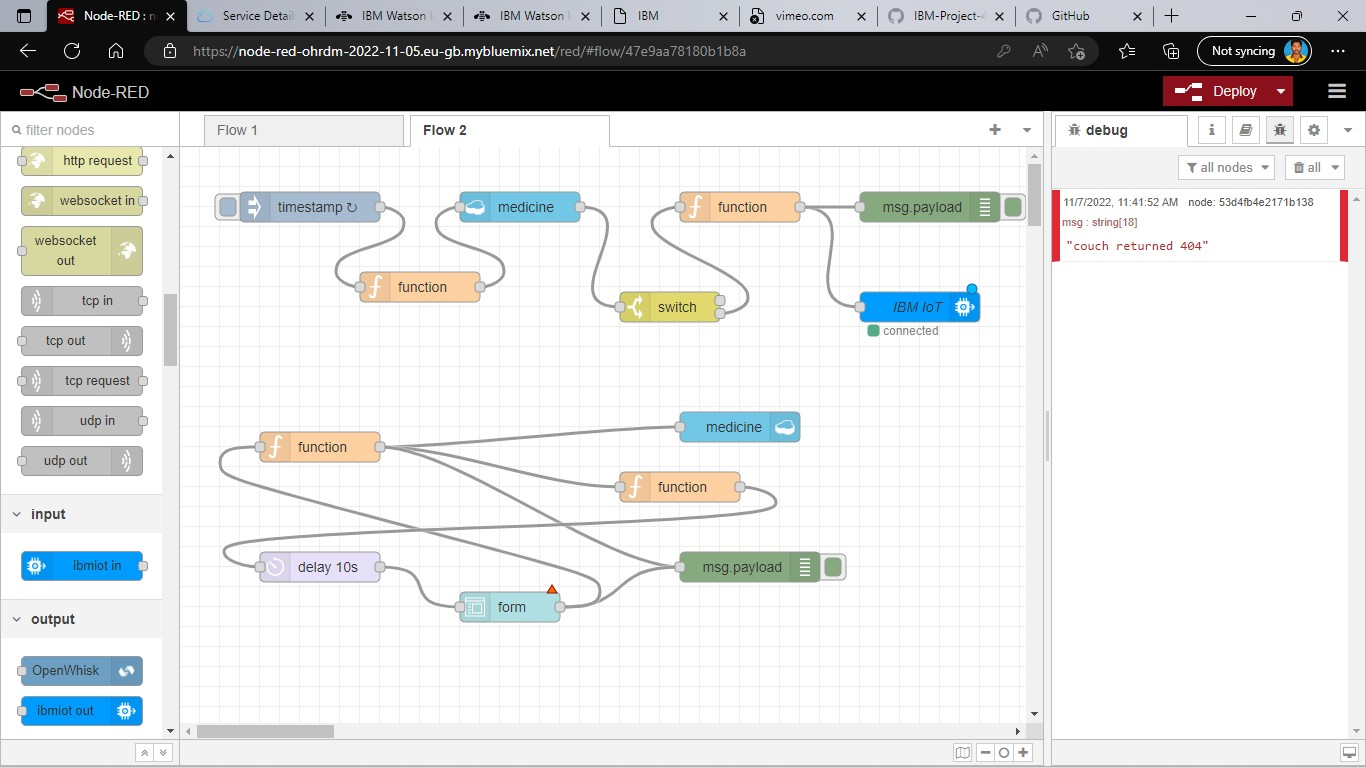 Node-RED : n
Service Detail
IBM Watson
IBM Watson
IBM
vimeo.com
IBM-Project-4
GitHub
https://node-red-ohrdm-2022-11-05.eu-gb.mybluemix.net/red/#flow/47e9aa78180b1b8a
Not syncing
Node-RED
Deploy
filter nodes
http request
websocket in
websocket
out
tcp in
tcp out
tcp request
udp in
udp out
input
ibmiot in
output
OpenWhisk
ibmiot out
Flow 1
Flow 2
timestamp ↻
medicine
function
msg.payload
function
switch
IBM IoT
connected
medicine
function
function
delay 10s
msg.payload
form
debug
all nodes
all
11/7/2022, 11:41:52 AM node: 53d4fb4e2171b138
msg : string[18]
"couch returned 404"